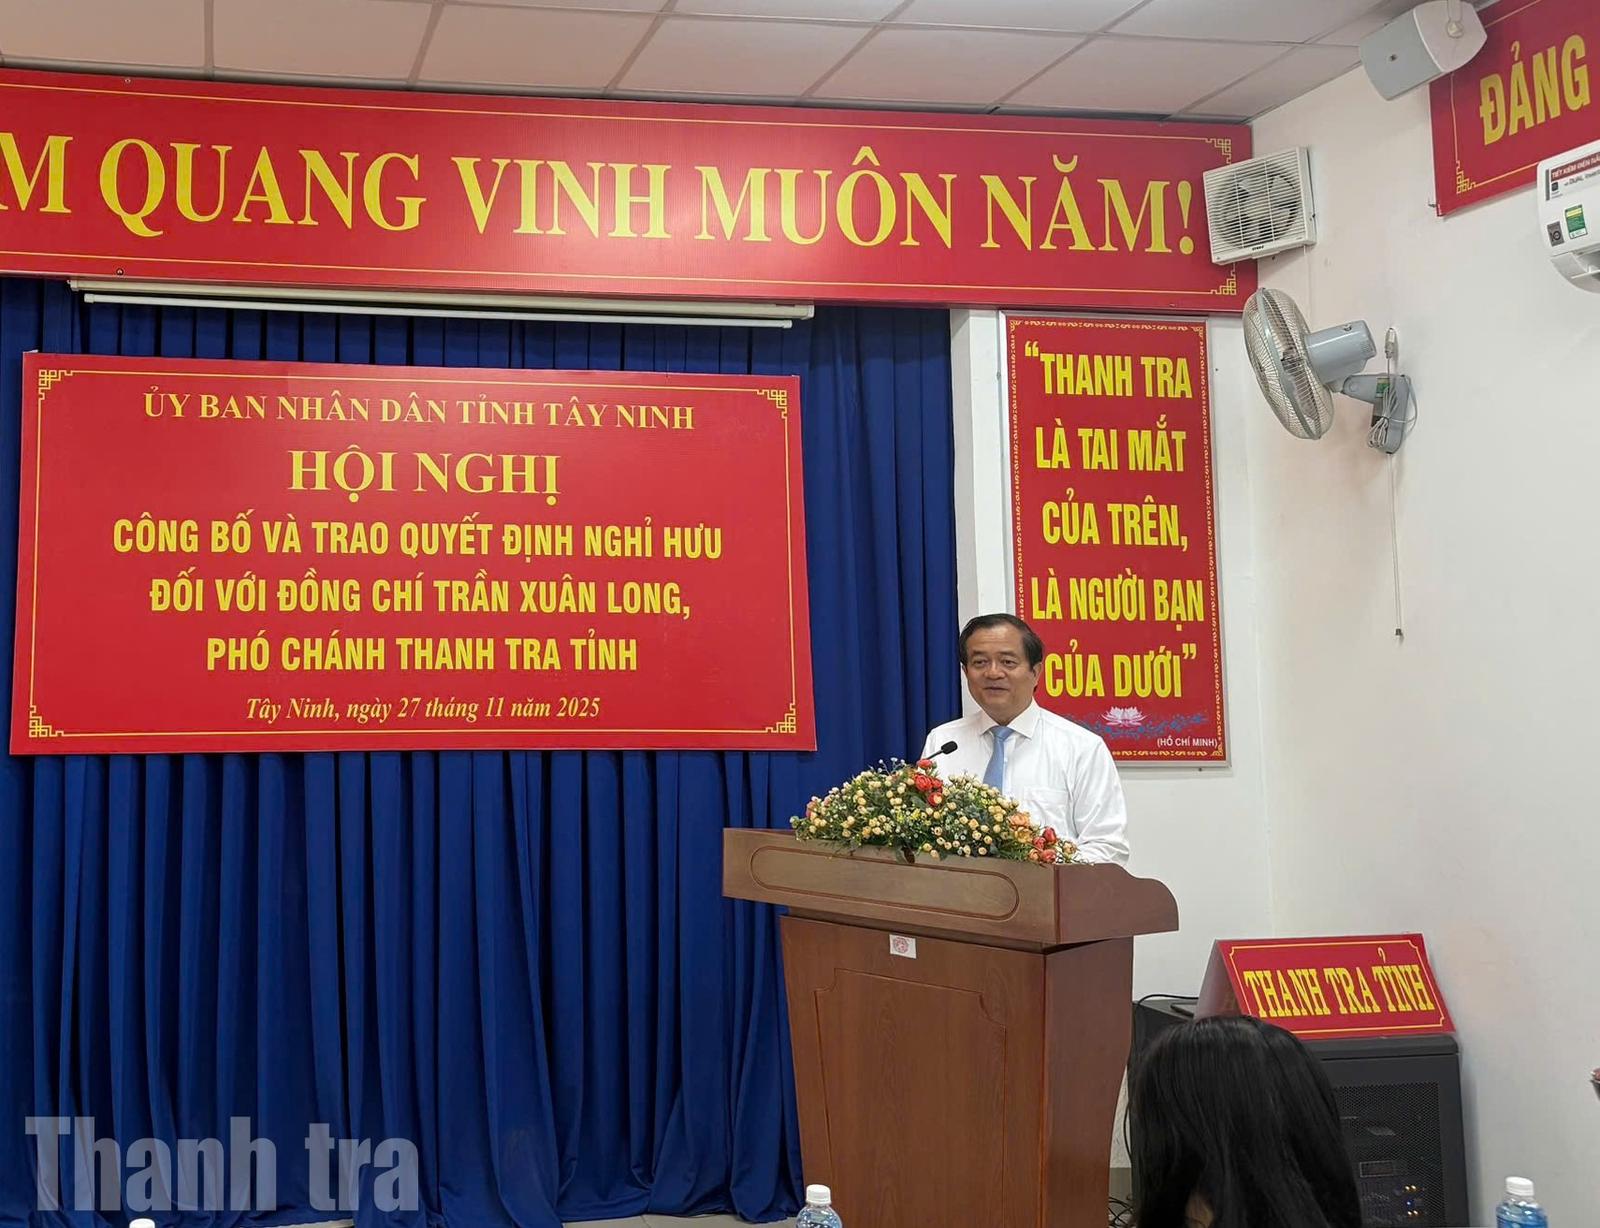 M QUANG VINH MUÔN NĂM!
ĐẢNG
ỦY BAN NHÂN DÂN TỈNH TÂY NINH
HỘI NGHỊ
CÔNG BỐ VÀ TRAO QUYẾT ĐỊNH NGHỈ HƯU
ĐỐI VỚI ĐỒNG CHÍ TRẦN XUÂN LONG,
PHÓ CHÁNH THANH TRA TỈNH
Tây Ninh, ngày 27 tháng 11 năm 2025
“THANH TRA
LÀ TAI MẮT
CỦA TRÊN,
LÀ NGƯỜI BẠN
CỦA DƯỚI”
(HỒ CHÍ MINH)
THANH TRA TỈNH
Thanh tra